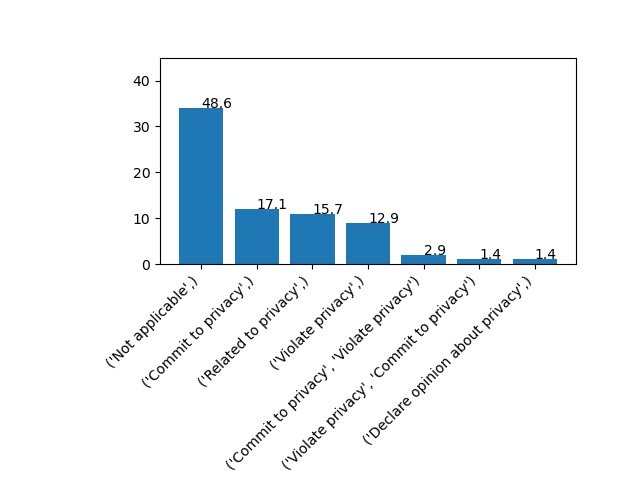 40
30
20
10
0
48.6
17.1
15.7
12.9
2.9
1.4
1.4
('Not applicable',)
('Commit to privacy',)
('Related to privacy',)
('Violate privacy',)
('Commit to privacy', 'Violate privacy')
('Violate privacy', 'Commit to privacy')
('Declare opinion about privacy',)